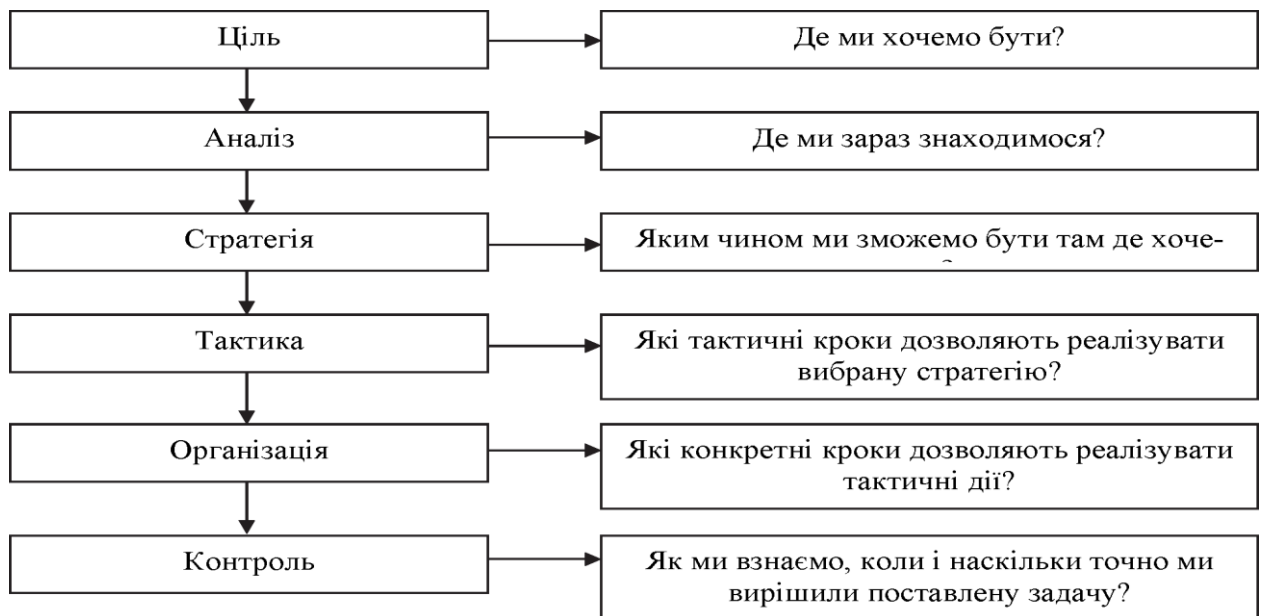 Ціль
Де ми хочемо бути?
Аналіз
Де ми зараз знаходимося?
Стратегія
Яким чином ми зможемо бути там де хоче-
Тактика
Які тактичні кроки дозволяють реалізувати
вибрану стратегію?
Організація
Які конкретні кроки дозволяють реалізувати
тактичні дії?
Контроль
Як ми взнаємо, коли і наскільки точно ми
вирішили поставлену задачу?